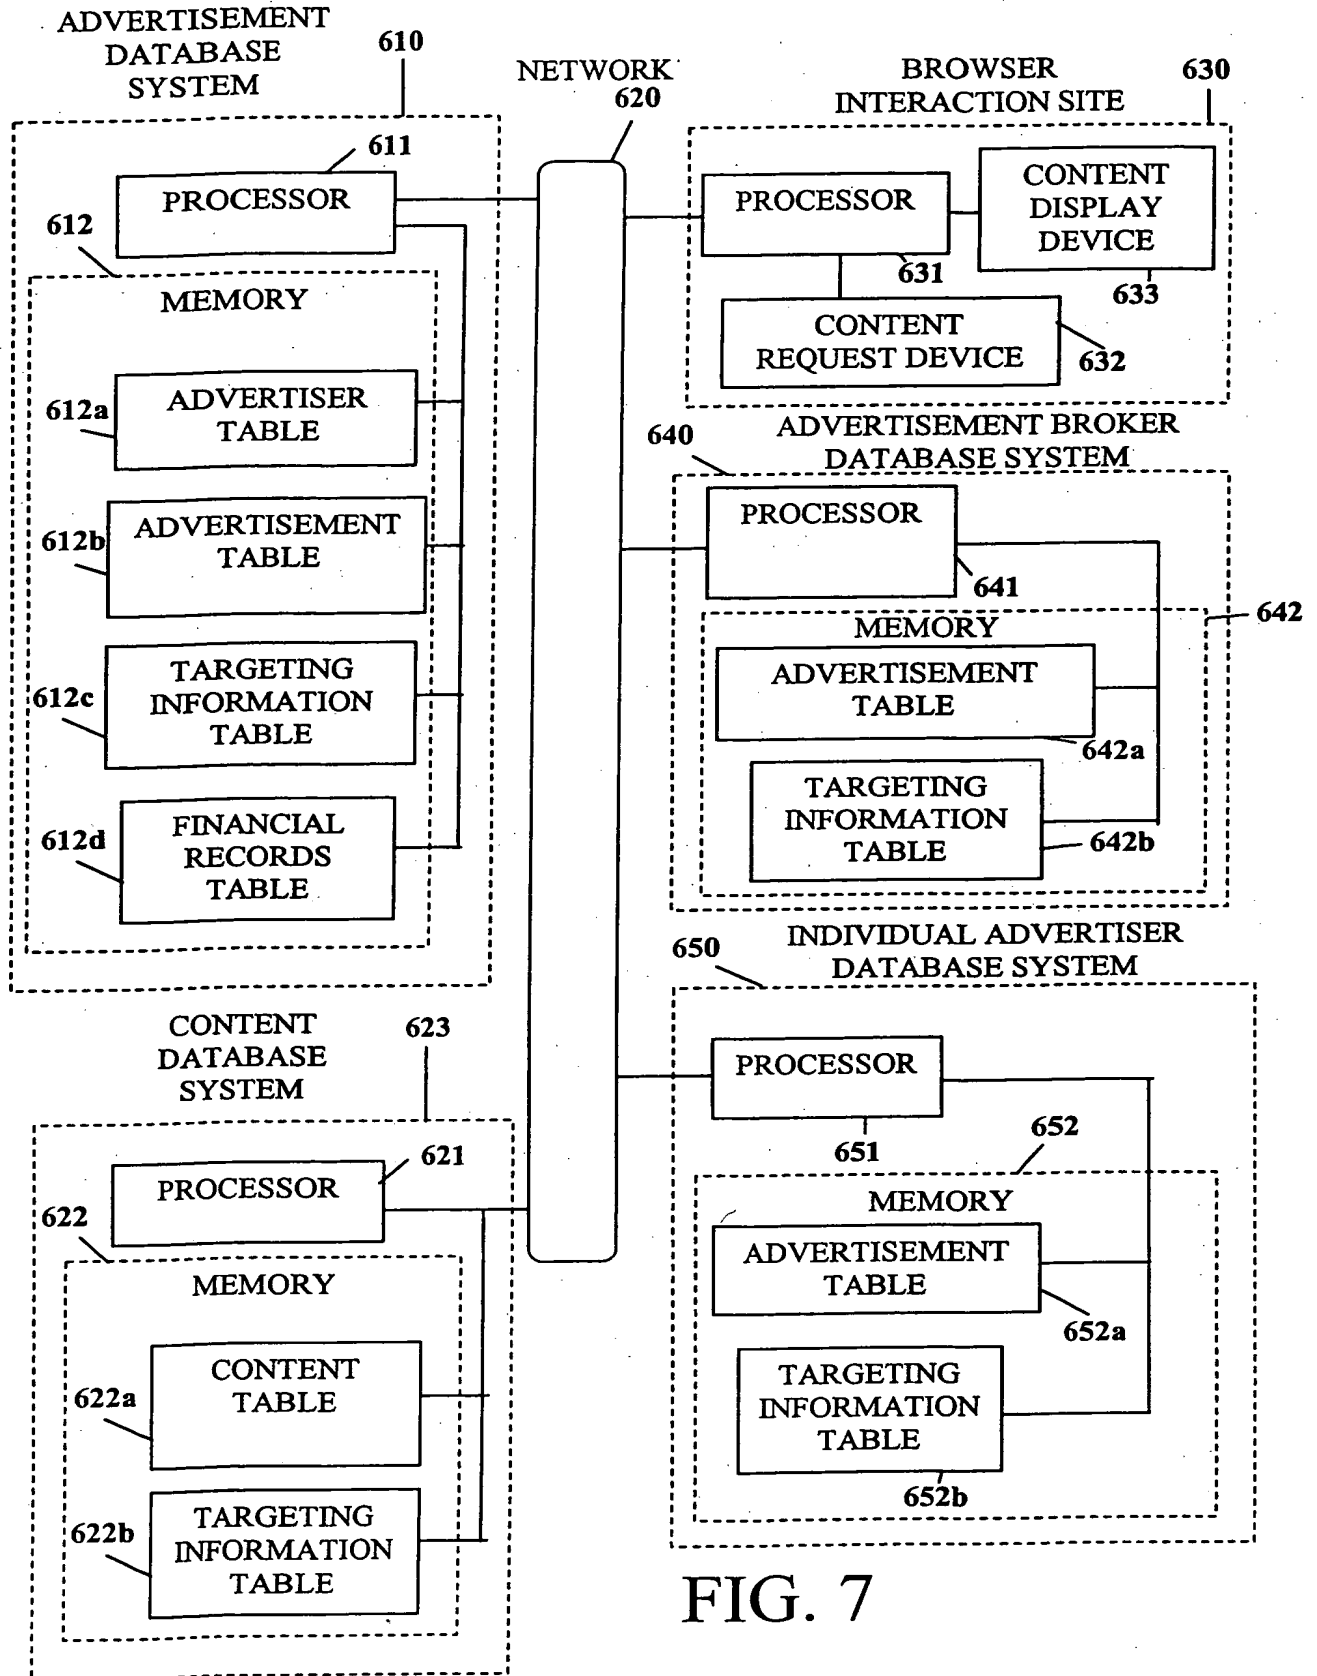 ADVERTISEMENT
DATABASE
SYSTEM
610
611
PROCESSOR
612
MEMORY
612a
ADVERTISER
TABLE
612b
ADVERTISEMENT
TABLE
612c
TARGETING
INFORMATION
TABLE
612d
FINANCIAL
RECORDS
TABLE
CONTENT
DATABASE
SYSTEM
623
621
PROCESSOR
622
MEMORY
622a
CONTENT
TABLE
622b
TARGETING
INFORMATION
TABLE
NETWORK
620
BROWSER
INTERACTION SITE
630
PROCESSOR
631
CONTENT
DISPLAY
DEVICE
633
CONTENT
REQUEST DEVICE
632
640
ADVERTISEMENT BROKER
DATABASE SYSTEM
PROCESSOR
641
642
MEMORY
ADVERTISEMENT
TABLE
642a
TARGETING
INFORMATION
TABLE
642b
650
INDIVIDUAL ADVERTISER
DATABASE SYSTEM
PROCESSOR
651
652
MEMORY
ADVERTISEMENT
TABLE
652a
TARGETING
INFORMATION
TABLE
652b
FIG. 7